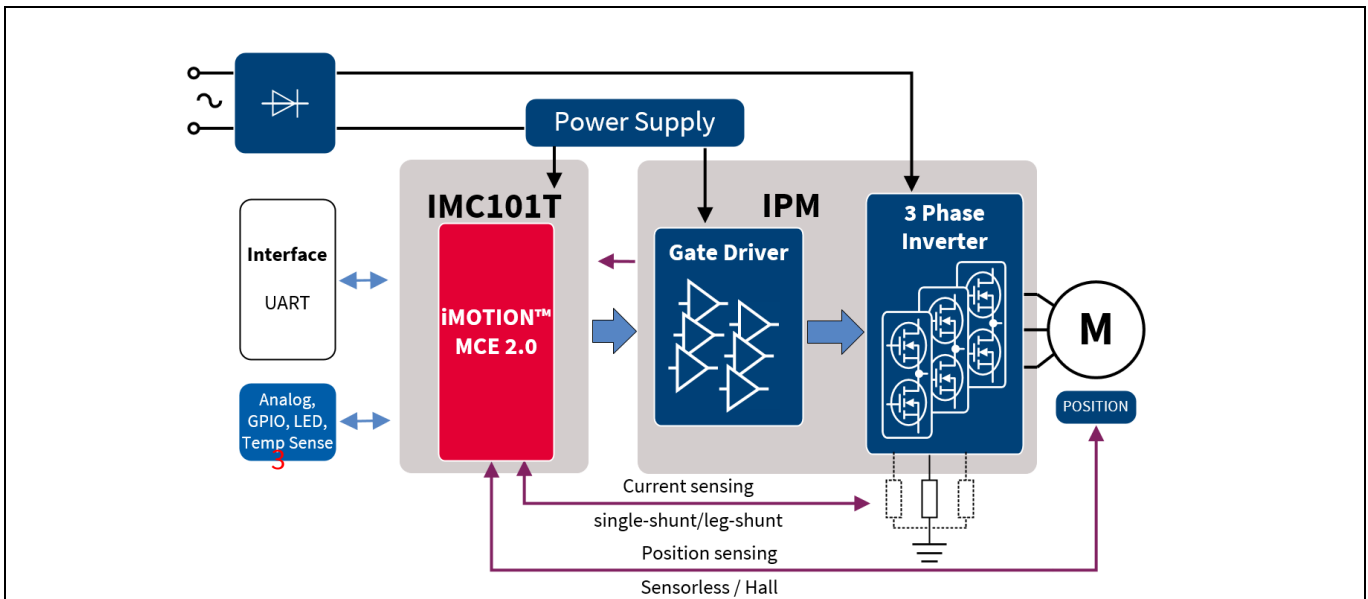 Power Supply
IMC101T
IPM
3 Phase
Inverter
Gate Driver
Interface
UART
iMOTION™
MCE 2.0
M
Analog,
GPIO, LED,
Temp Sense
3
POSITION
Current sensing
single-shunt/leg-shunt
Position sensing
Sensorless / Hall